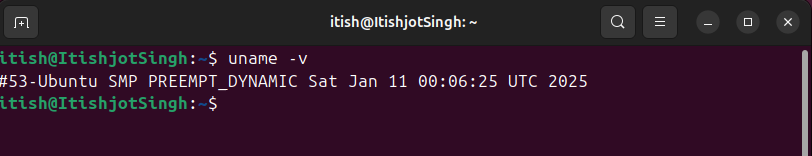 itish@ItishjotSingh: ~
itish@ItishjotSingh:~$ uname -v
#53-Ubuntu SMP PREEMPT_DYNAMIC Sat Jan 11 00:06:25 UTC 2025
itish@ItishjotSingh:~$